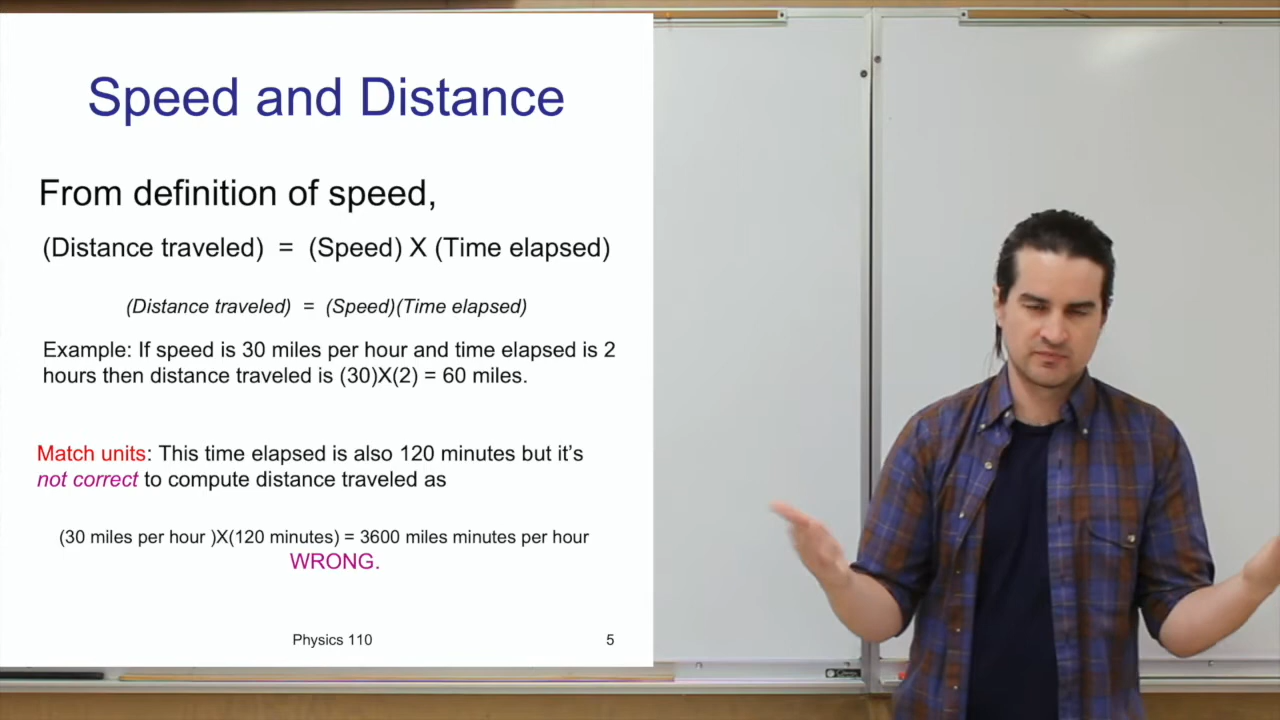 Speed and Distance
From definition of speed,
(Distance traveled) = (Speed) X (Time elapsed)
(Distance traveled) = (Speed)(Time elapsed)
Example: If speed is 30 miles per hour and time elapsed is 2
hours then distance traveled is (30)X(2) = 60 miles.
Match units: This time elapsed is also 120 minutes but it's
not correct to compute distance traveled as
(30 miles per hour )X(120 minutes) = 3600 miles minutes per hour
WRONG.
Physics 110 5